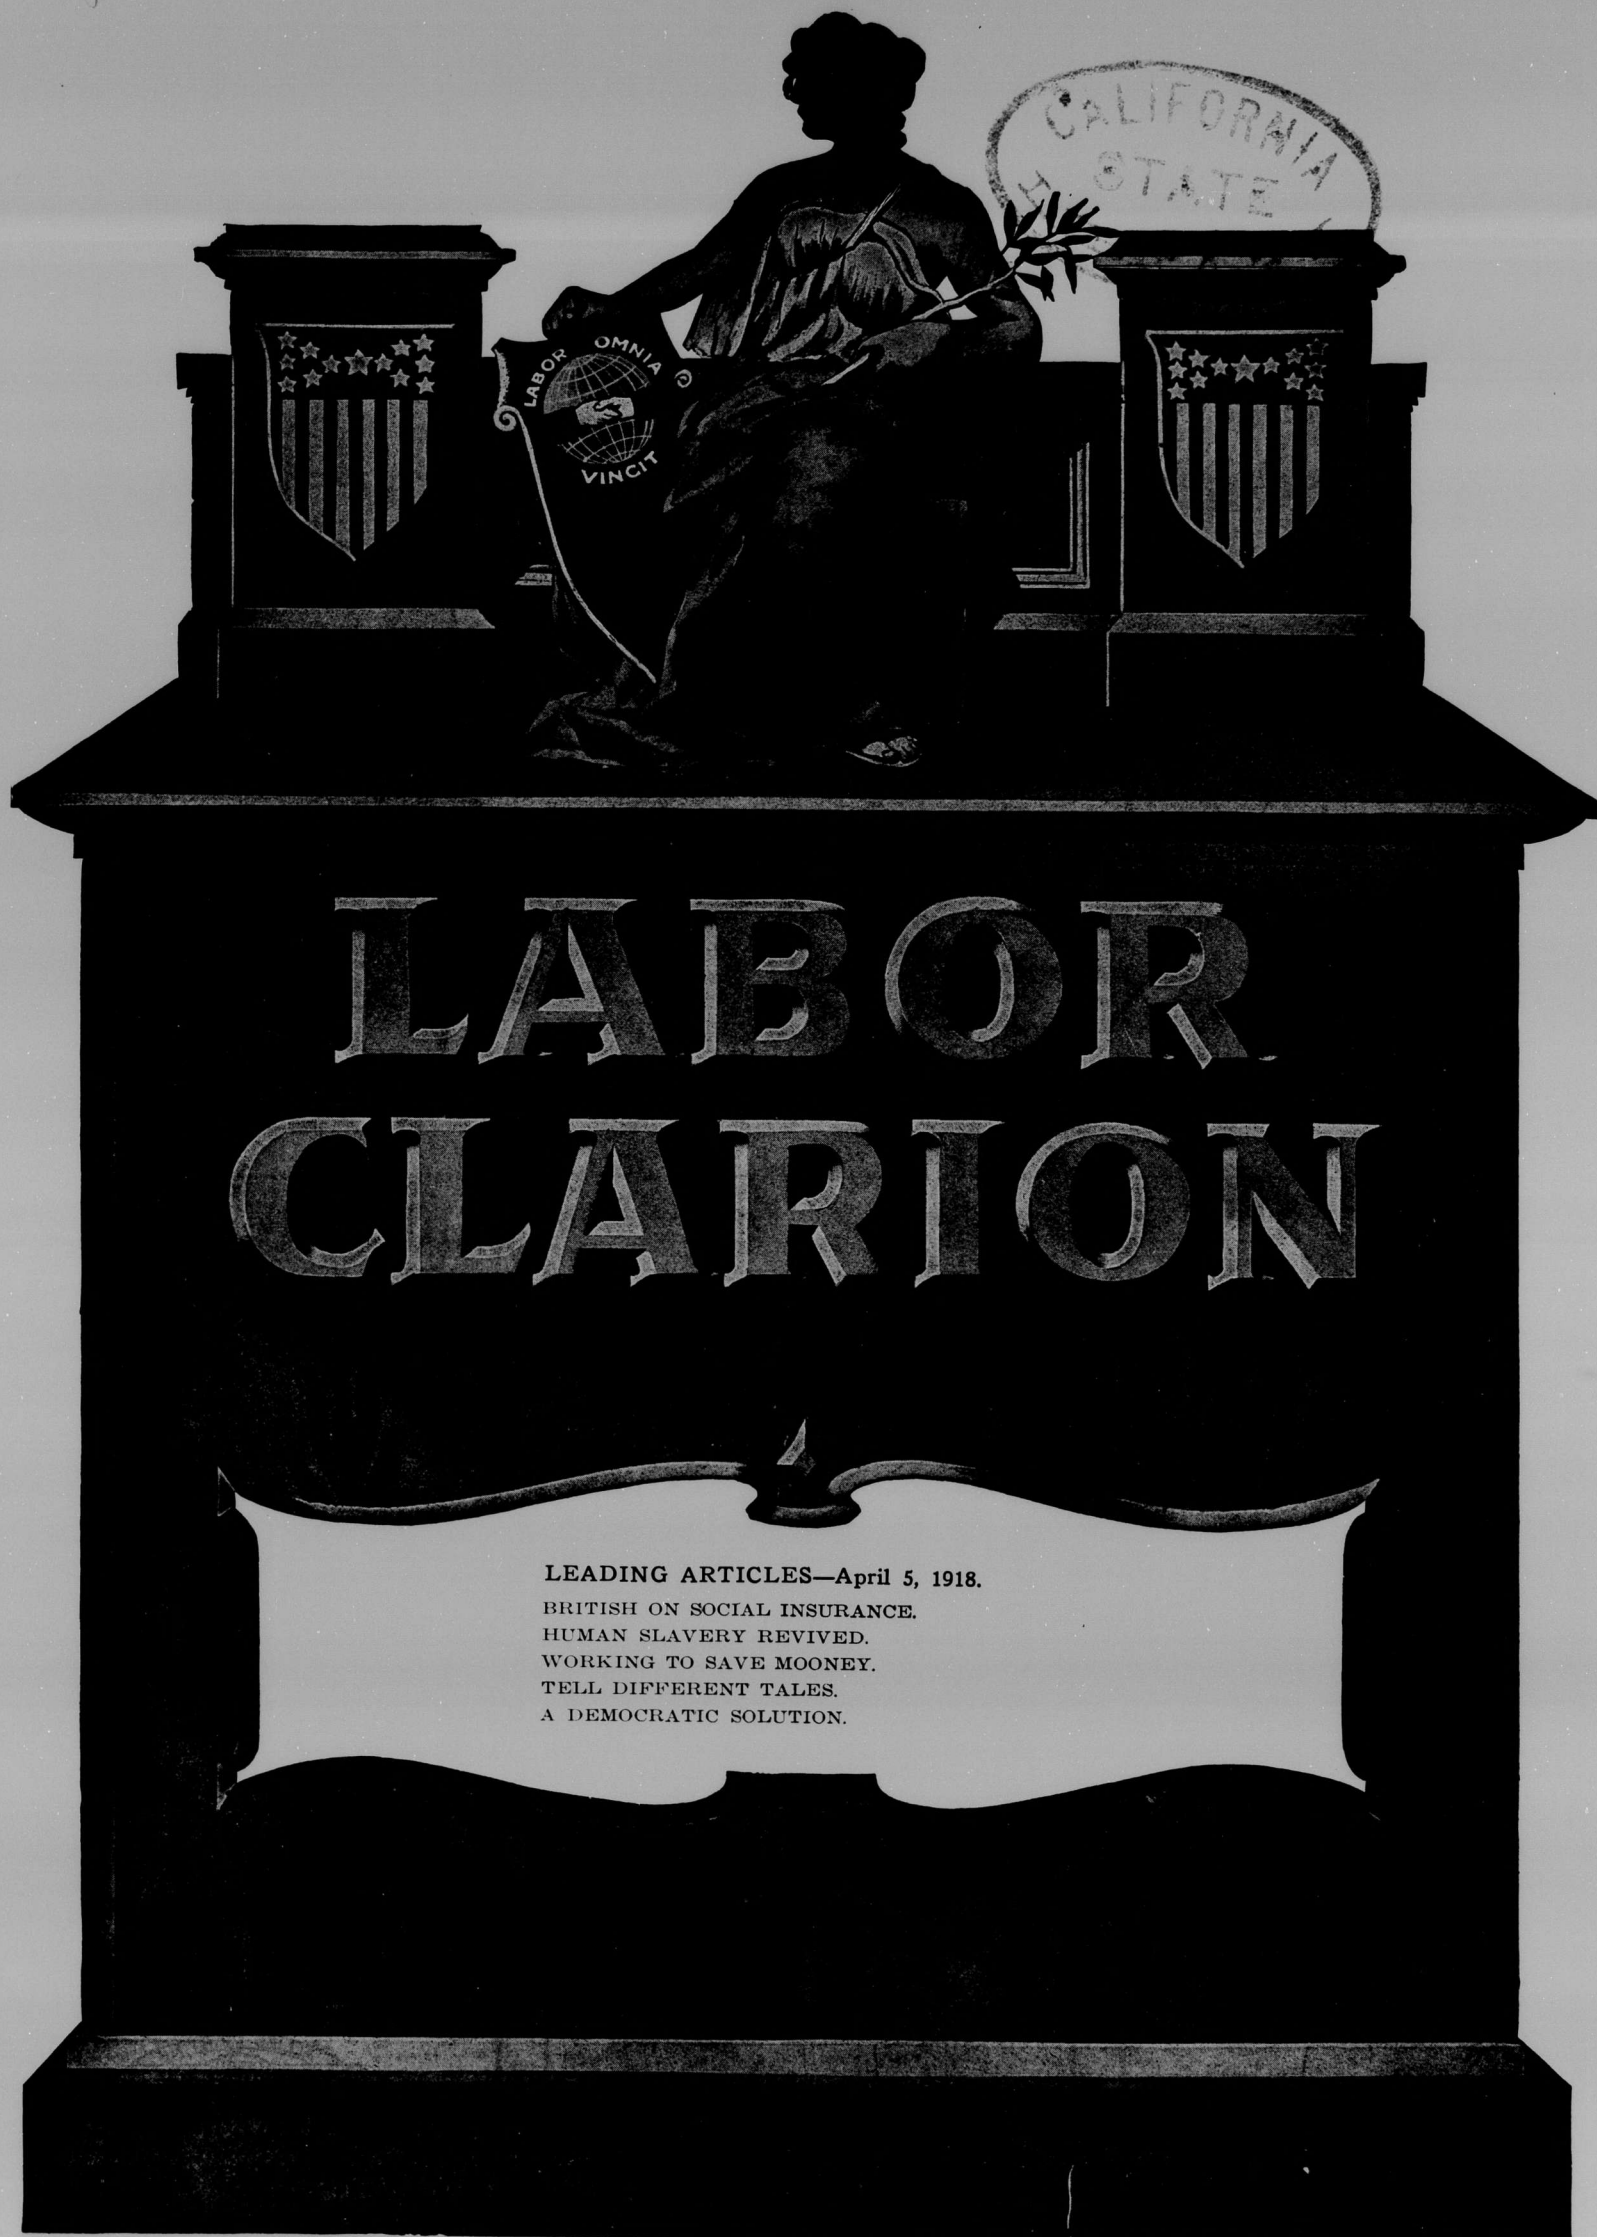 CALIFORNIA
STATE
LABOR OMNIA
VINCIT
LABOR
CLARION
LEADING ARTICLES—April 5, 1918.
BRITISH ON SOCIAL INSURANCE.
HUMAN SLAVERY REVIVED.
WORKING TO SAVE MOONEY.
TELL DIFFERENT TALES.
A DEMOCRATIC SOLUTION.